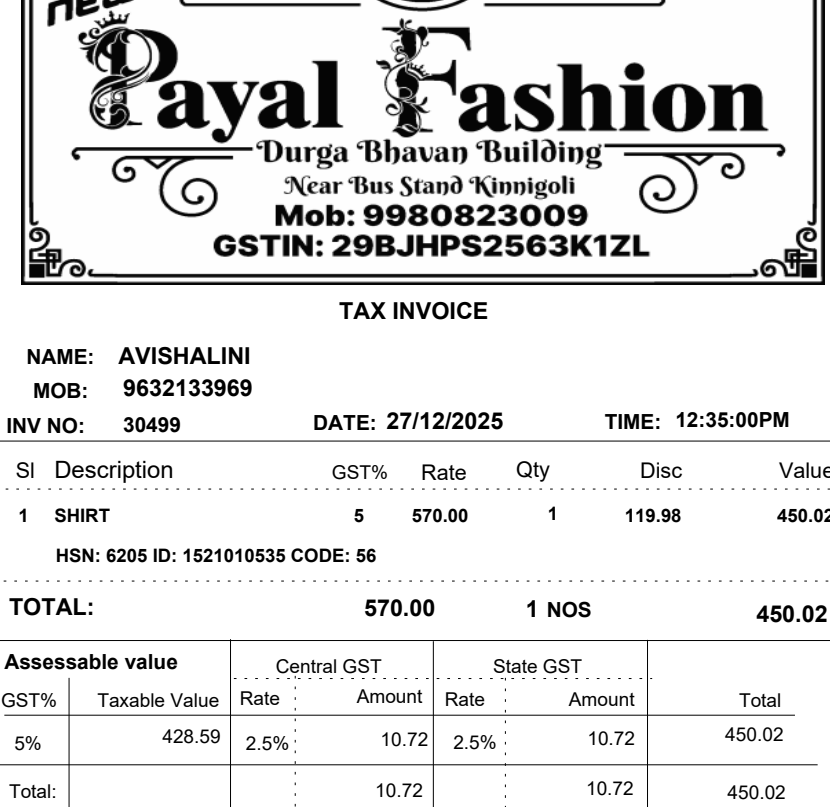 new
Payal Fashion
Durga Bhavan Building
Near Bus Stand Kinnigoli
Mob: 9980823009
GSTIN: 29BJHPS2563K1ZL
TAX INVOICE
NAME: AVISHALINI
MOB: 9632133969
INV NO: 30499 DATE: 27/12/2025 TIME: 12:35:00PM
Sl Description GST% Rate Qty Disc Value
1 SHIRT 5 570.00 1 119.98 450.02
HSN: 6205 ID: 1521010535 CODE: 56
TOTAL: 570.00 1 NOS 450.02
Assessable value Central GST State GST
GST% Taxable Value Rate Amount Rate Amount Total
5% 428.59 2.5% 10.72 2.5% 10.72 450.02
Total: 10.72 10.72 450.02